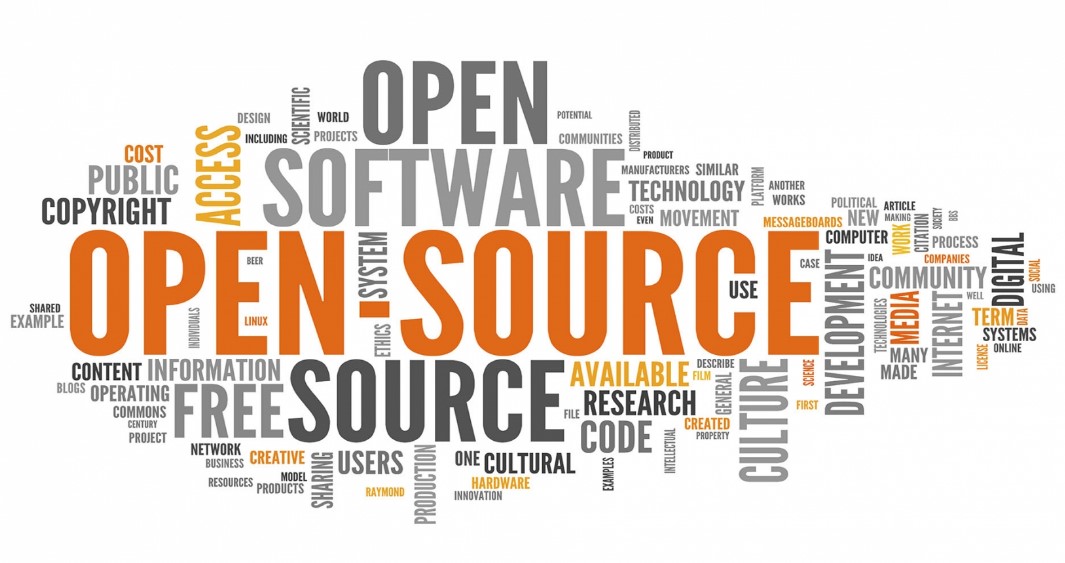 OPEN
DESIGN
SCIENTIFIC
WORLD
POTENTIAL
INCLUDING
PROJECTS
COMMUNITIES
DISTRIBUTED
COST
ACCESS
SOFTWARE
PRODUCT
PUBLIC
MANUFACTURERS
SIMILAR
COPYRIGHT
TECHNOLOGY
PLATFORM
ANOTHER
WORKS
COSTS
EVEN
MOVEMENT
MESSAGEBOARDS
POLITICAL
ARTICLE
NEW
MAKING
CITATION
SOCIETY
BBS
OPEN-SOURCE
BEER
SYSTEM
COMPUTER
WORK
PROCESS
CASE
IDEA
COMPANIES
DIGITAL
SOCIAL
USE
COMMUNITY
USING
SHARED
EXAMPLE
INDIVIDUALS
LINUX
ETHICS
DEVELOPMENT
TECHNOLOGIES
MEDIA
INTERNET
WELL
TERM
DATA
SYSTEMS
ONLINE
LICENSE
MANY
MADE
CONTENT
INFORMATION
SOURCE
AVAILABLE
FILM
DESCRIBE
GENERAL
CULTURE
SCIENCE
FIRST
BLOGS
OPERATING
FREE
FILE
RESEARCH
COMMONS
CENTURY
PROJECT
CODE
CREATED
PROPERTY
INTELLECTUAL
NETWORK
BUSINESS
CREATIVE
SHARING
USERS
PRODUCTION
ONE
CULTURAL
EXAMPLES
RESOURCES
MODEL
PRODUCTS
RAYMOND
HARDWARE
INNOVATION